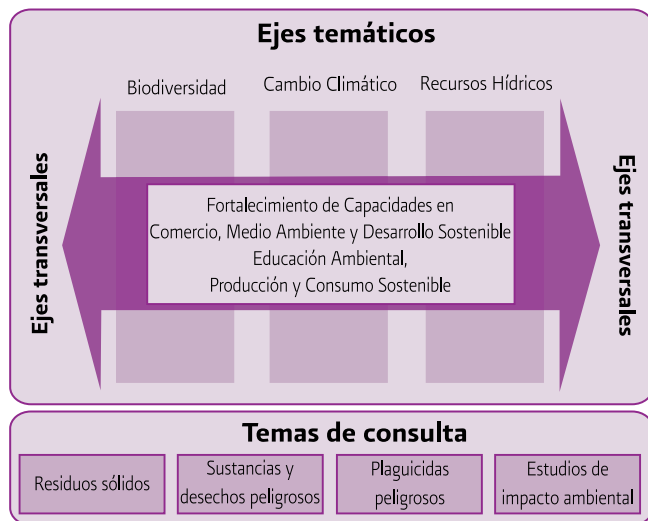 Ejes temáticos
Biodiversidad
Cambio Climático
Recursos Hídricos
Ejes transversales
Fortalecimiento de Capacidades en
Comercio, Medio Ambiente y Desarrollo Sostenible
Educación Ambiental,
Producción y Consumo Sostenible
Ejes transversales
Temas de consulta
Residuos sólidos
Sustancias y
desechos peligrosos
Plaguicidas
peligrosos
Estudios de
impacto ambiental